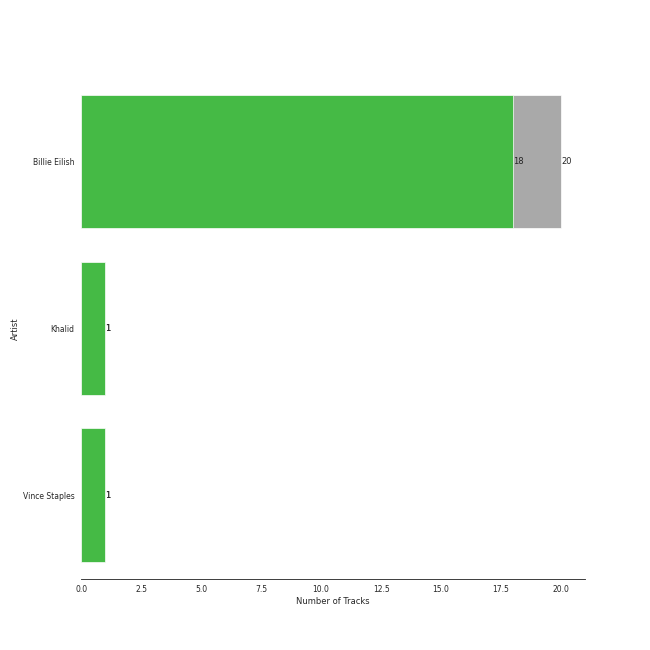 Billie Eilish
18
20
Khalid
1
Vince Staples
1
Artist
0.0 2.5 5.0 7.5 10.0 12.5 15.0 17.5 20.0
Number of Tracks